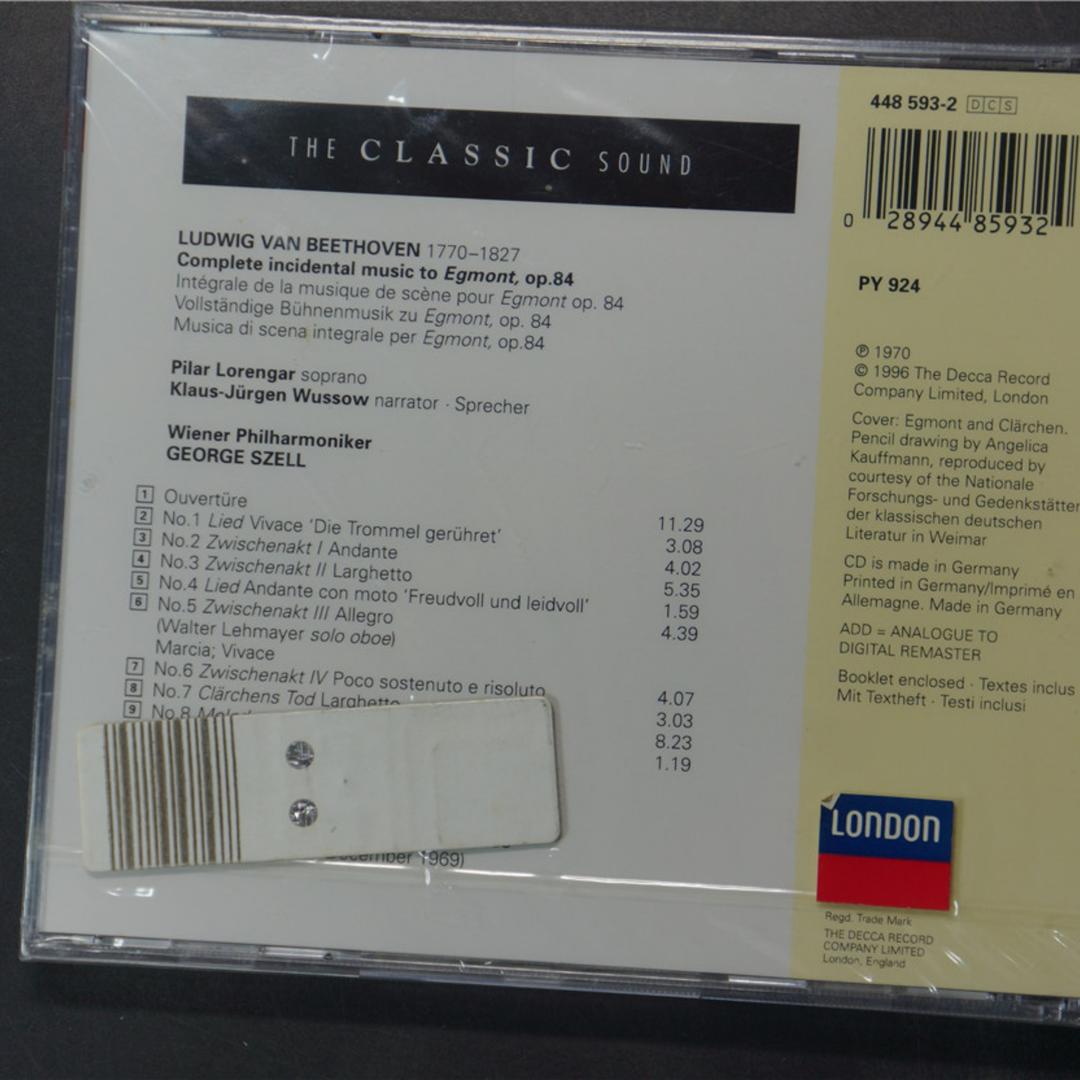 THE CLASSIC SOUND
LUDWIG VAN BEETHOVEN 1770–1827
Complete incidental music to Egmont, op.84
Intégrale de la musique de scène pour Egmont op. 84
Vollständige Bühnenmusik zu Egmont, op. 84
Musica di scena integrale per Egmont, op.84
Pilar Lorengar soprano
Klaus-Jürgen Wussow narrator · Sprecher
Wiener Philharmoniker
GEORGE SZELL
1 Ouvertüre
2 No.1 Lied Vivace ‘Die Trommel gerühret’ 11.29
3 No.2 Zwischenakt I Andante 3.08
4 No.3 Zwischenakt II Larghetto 4.02
5 No.4 Lied Andante con moto ‘Freudvoll und leidvoll’ 5.35
6 No.5 Zwischenakt III Allegro 1.59
(Walter Lehmayer solo oboe) 4.39
Marcia; Vivace
7 No.6 Zwischenakt IV Poco sostenuto e risoluto
8 No.7 Clärchens Tod Larghetto 4.07
9 No.8 3.03
8.23
1.19
1969)
448 593-2 DCS
0 28944 85932
PY 924
℗ 1970
© 1996 The Decca Record
Company Limited, London
Cover: Egmont and Clärchen.
Pencil drawing by Angelica
Kauffmann, reproduced by
courtesy of the Nationale
Forschungs- und Gedenkstätten
der klassischen deutschen
Literatur in Weimar
CD is made in Germany
Printed in Germany/Imprimé en
Allemagne. Made in Germany
ADD = ANALOGUE TO
DIGITAL REMASTER
Booklet enclosed · Textes inclus
Mit Textheft · Testi inclusi
LONDON
Regd. Trade Mark
THE DECCA RECORD
COMPANY LIMITED
London, England